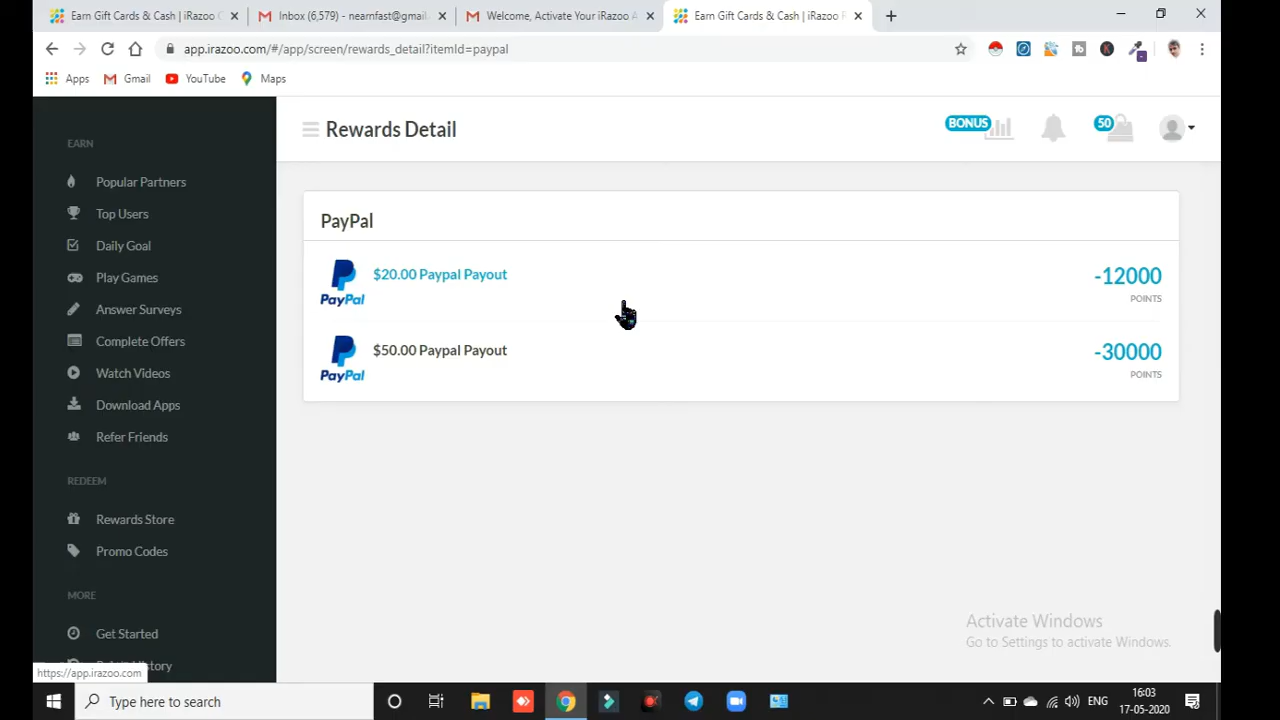 Earn Gift Cards & Cash | iRazoo C
Inbox (6,579) - nearnfast@gmail.
Welcome, Activate Your iRazoo A
Earn Gift Cards & Cash | iRazoo R
app.irazoo.com/#/app/screen/rewards_detail?itemId=paypal
Apps
Gmail
YouTube
Maps
EARN
Popular Partners
Top Users
Daily Goal
Play Games
Answer Surveys
Complete Offers
Watch Videos
Download Apps
Refer Friends
REDEEM
Rewards Store
Promo Codes
MORE
Get Started
History
https://app.irazoo.com
Rewards Detail
BONUS
50
PayPal
PayPal
$20.00 Paypal Payout
-12000
POINTS
PayPal
$50.00 Paypal Payout
-30000
POINTS
Activate Windows
Go to Settings to activate Windows.
Type here to search
ENG
16:03
17-05-2020